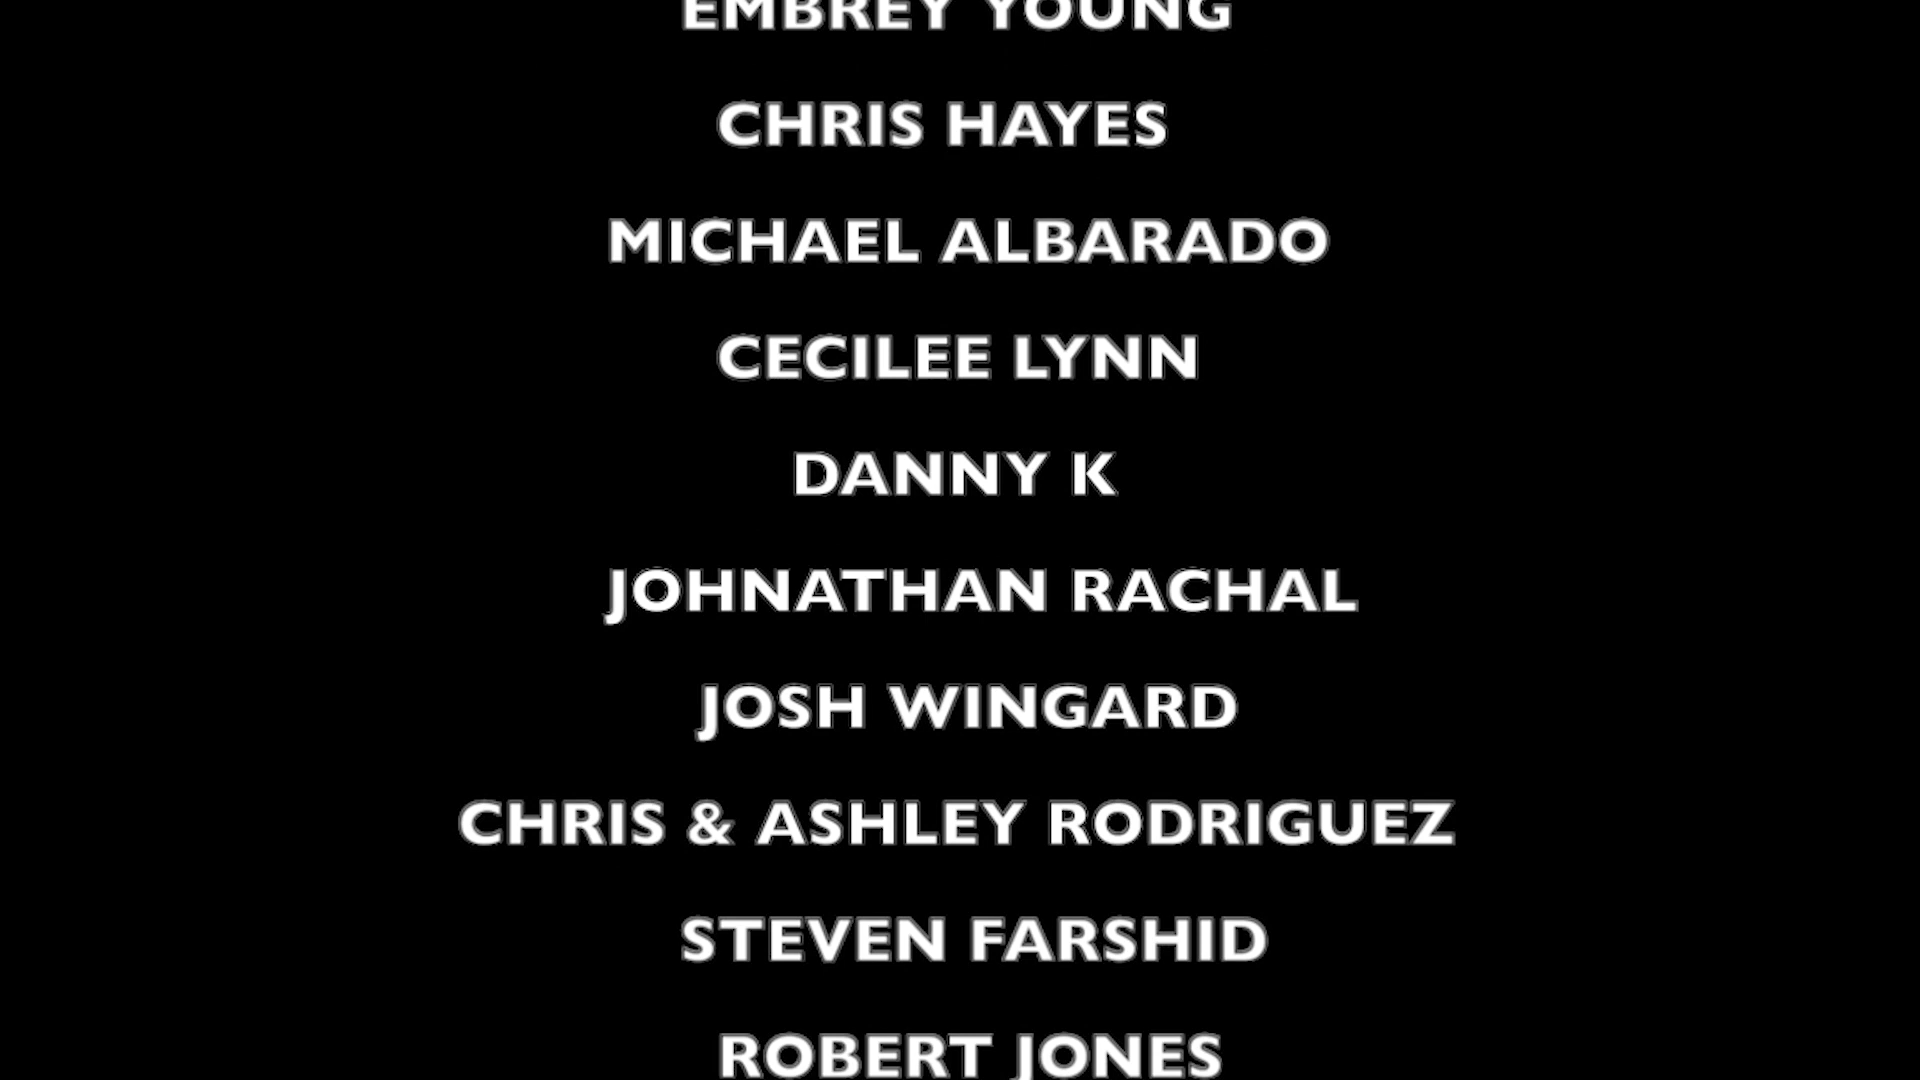 EMBREY YOUNG
CHRIS HAYES
MICHAEL ALBARADO
CECILEE LYNN
DANNY K
JOHNATHAN RACHAL
JOSH WINGARD
CHRIS & ASHLEY RODRIGUEZ
STEVEN FARSHID
ROBERT JONES